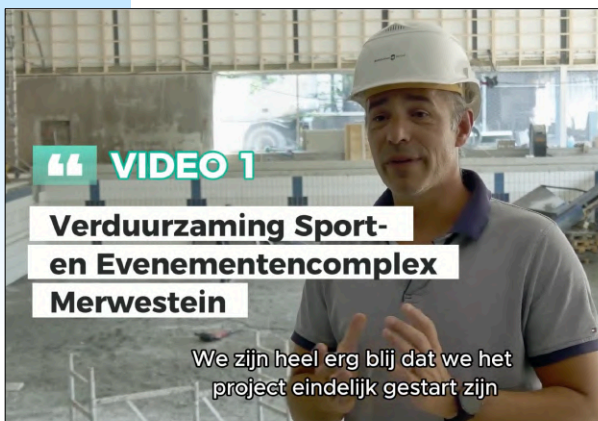 VIDEO 1
Verduurzaming Sport-
en Evenementencomplex
Merwestein
We zijn heel erg blij dat we het
project eindelijk gestart zijn